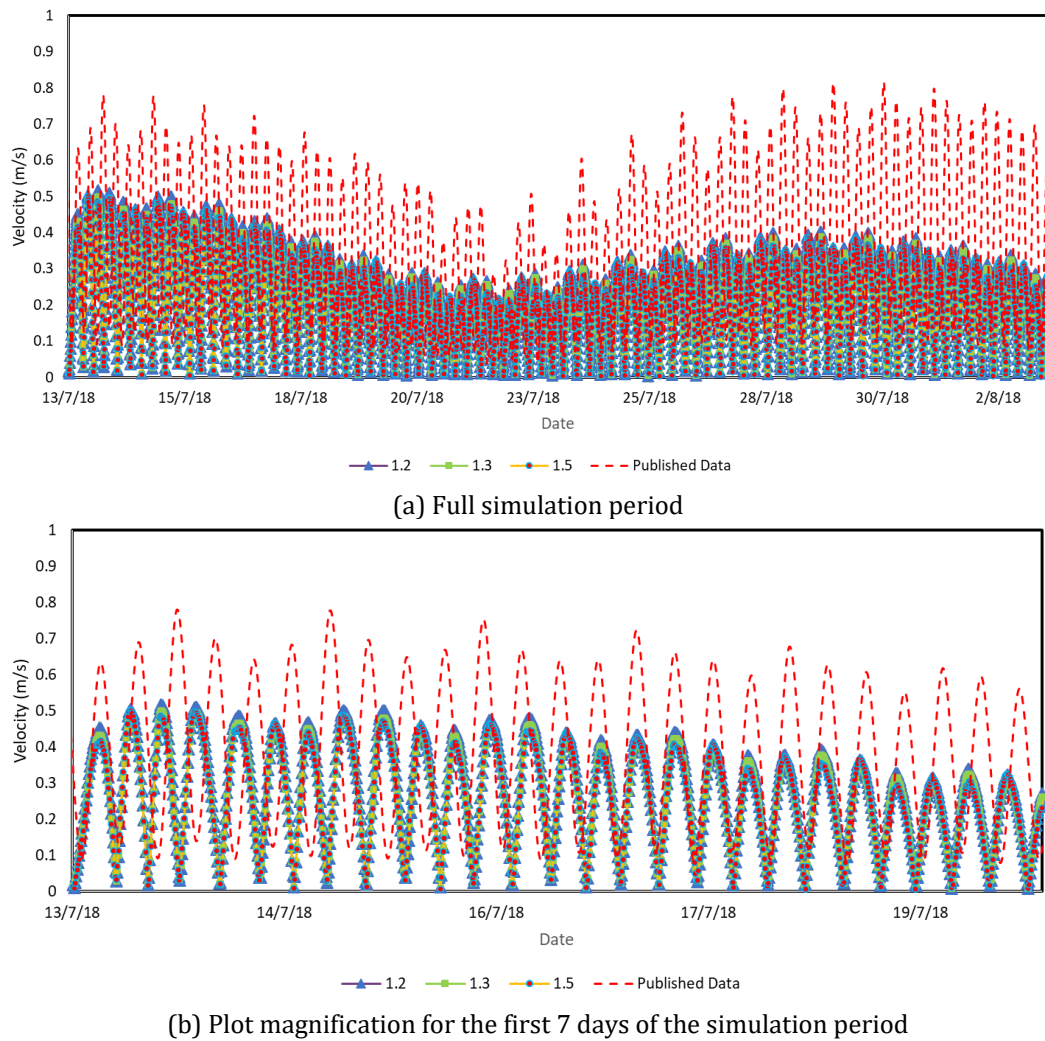 1
0.9
0.8
0.7
0.6
0.5
0.4
0.3
0.2
0.1
0
Velocity (m/s)
13/7/18 15/7/18 18/7/18 20/7/18 23/7/18 25/7/18 28/7/18 30/7/18 2/8/18
Date
1.2 1.3 1.5 Published Data
(a) Full simulation period
1
0.9
0.8
0.7
0.6
0.5
0.4
0.3
0.2
0.1
0
Velocity (m/s)
13/7/18 14/7/18 16/7/18 17/7/18 19/7/18
Date
1.2 1.3 1.5 Published Data
(b) Plot magnification for the first 7 days of the simulation period